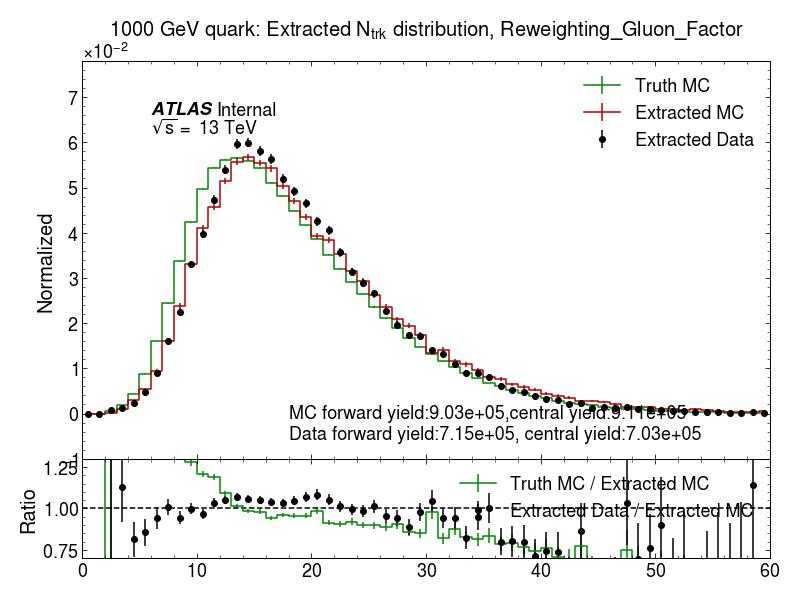 1000 GeV quark: Extracted Ntrk distribution, Reweighting_Gluon_Factor
×10−2
ATLAS Internal
√s = 13 TeV
Truth MC
Extracted MC
Extracted Data
Normalized
7
6
5
4
3
2
1
0
MC forward yield:9.03e+05,central yield:9.11e+05
Data forward yield:7.15e+05, central yield:7.03e+05
1
1.25
1.00
0.75
Ratio
Truth MC / Extracted MC
Extracted Data / Extracted MC
0 10 20 30 40 50 60